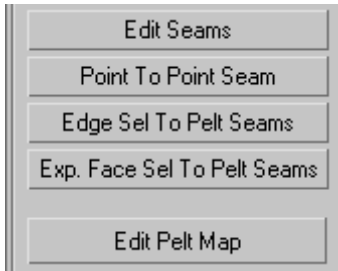 Edit Seams
Point To Point Seam
Edge Sel To Pelt Seams
Exp. Face Sel To Pelt Seams
Edit Pelt Map